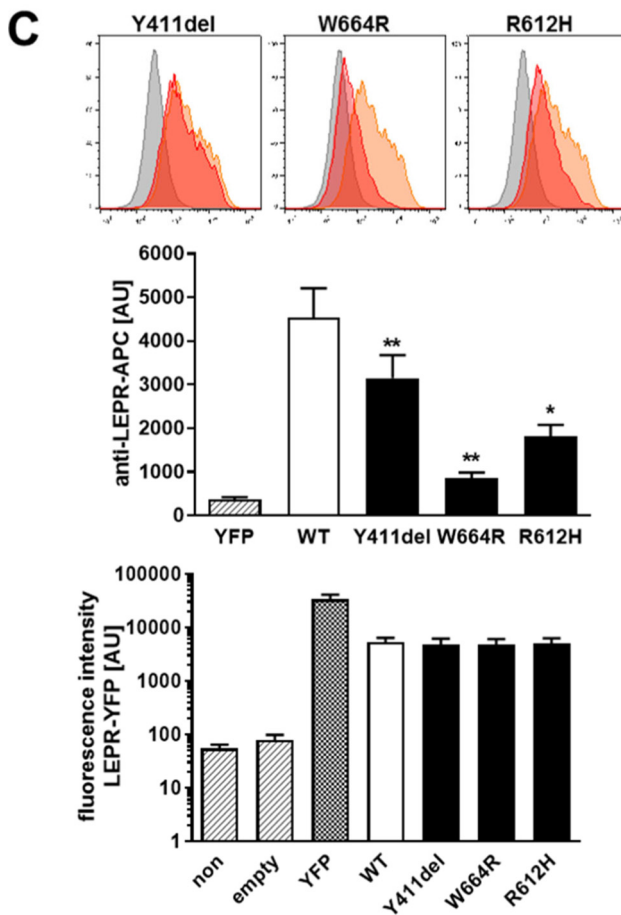 C
Y411del W664R R612H
anti-LEPR-APC [AU]
6000
5000
4000
3000
2000
1000
0
**
**
*
YFP WT Y411del W664R R612H
fluorescence intensity
LEPR-YFP [AU]
100000
10000
1000
100
10
1
non empty YFP WT Y411del W664R R612H